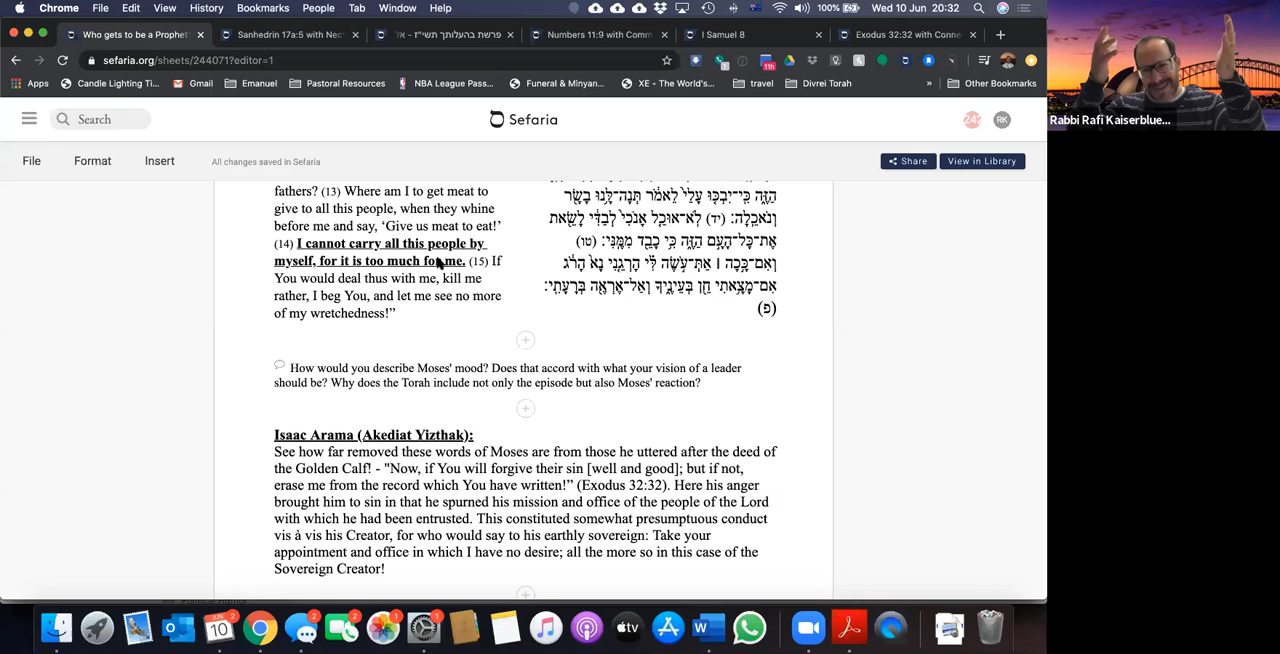 Chrome File Edit View History Bookmarks People Tab Window Help 100% Wed 10 Jun 20:32
Who gets to be a Prophet
Sanhedrin 17a:5 with Nec
פרשת בהעלותך תשי"ז - אל
Numbers 11:9 with Comm
I Samuel 8
Exodus 32:32 with Conne
sefaria.org/sheets/244071?editor=1
Apps Candle Lighting Ti... Gmail Emanuel Pastoral Resources NBA League Pass... Funeral & Minyan... XE - The World's... travel Divrei Torah » Other Bookmarks
Rabbi Rafi Kaiserblue...
Search
Sefaria
242
RK
File Format Insert All changes saved in Sefaria
Share
View in Library
fathers? (13) Where am I to get meat to
give to all this people, when they whine
before me and say, ‘Give us meat to eat!’
(14) I cannot carry all this people by
myself, for it is too much for me. (15) If
You would deal thus with me, kill me
rather, I beg You, and let me see no more
of my wretchedness!”
הַזֶּ֑ה כִּֽי־יִבְכּ֤וּ עָלַי֙ לֵאמֹ֔ר תְּנָה־לָּ֥נוּ בָשָׂ֖ר
וְנֹאכֵֽלָה׃ (יד) לֹֽא־אוּכַ֤ל אָנֹכִי֙ לְבַדִּ֔י לָשֵׂ֖את
אֶת־כָּל־הָעָ֣ם הַזֶּ֑ה כִּ֥י כָבֵ֖ד מִמֶּֽנִּי׃ (טו)
וְאִם־כָּ֣כָה ׀ אַתְּ־עֹ֣שֶׂה לִּ֗י הָרְגֵ֤נִי נָא֙ הָרֹ֔ג
אִם־מָצָ֥אתִי חֵ֖ן בְּעֵינֶ֑יךָ וְאַל־אֶרְאֶ֖ה בְּרָעָתִֽי׃
(פ)
How would you describe Moses' mood? Does that accord with what your vision of a leader
should be? Why does the Torah include not only the episode but also Moses' reaction?
Isaac Arama (Akediat Yizthak):
See how far removed these words of Moses are from those he uttered after the deed of
the Golden Calf! - "Now, if You will forgive their sin [well and good]; but if not,
erase me from the record which You have written!” (Exodus 32:32). Here his anger
brought him to sin in that he spurned his mission and office of the people of the Lord
with which he had been entrusted. This constituted somewhat presumptuous conduct
vis à vis his Creator, for who would say to his earthly sovereign: Take your
appointment and office in which I have no desire; all the more so in this case of the
Sovereign Creator!